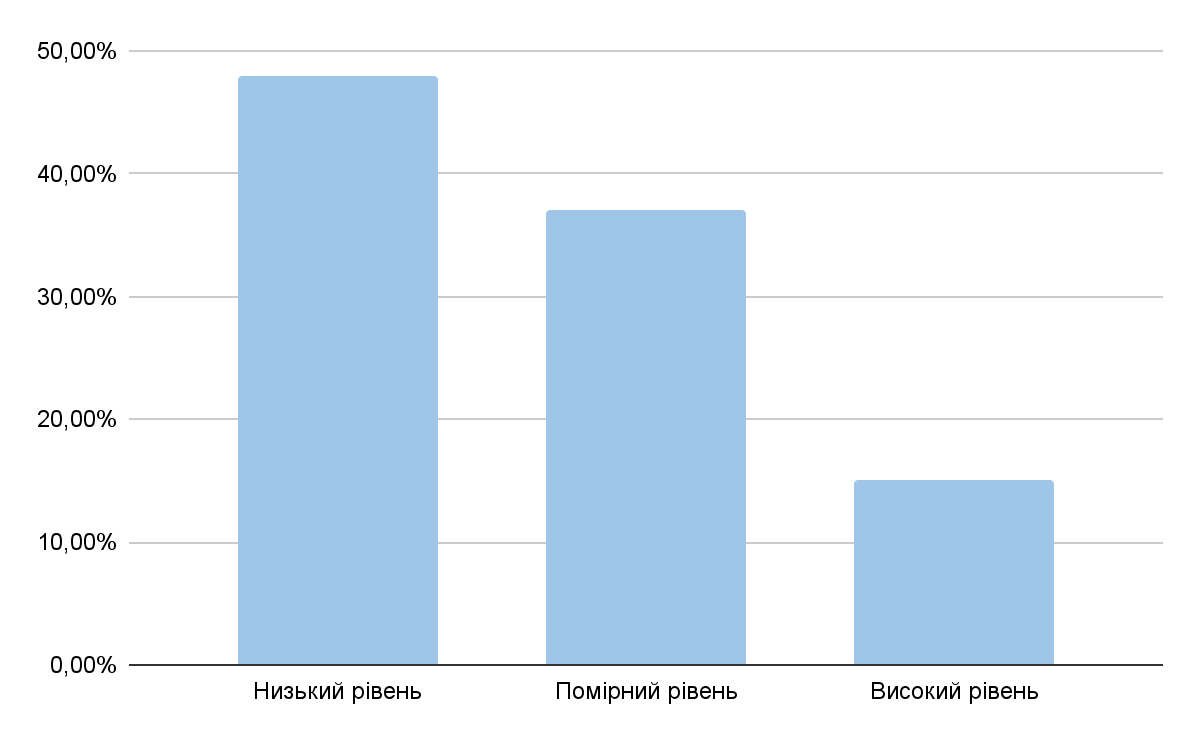 50,00%
40,00%
30,00%
20,00%
10,00%
0,00%
Низький рівень
Помірний рівень
Високий рівень